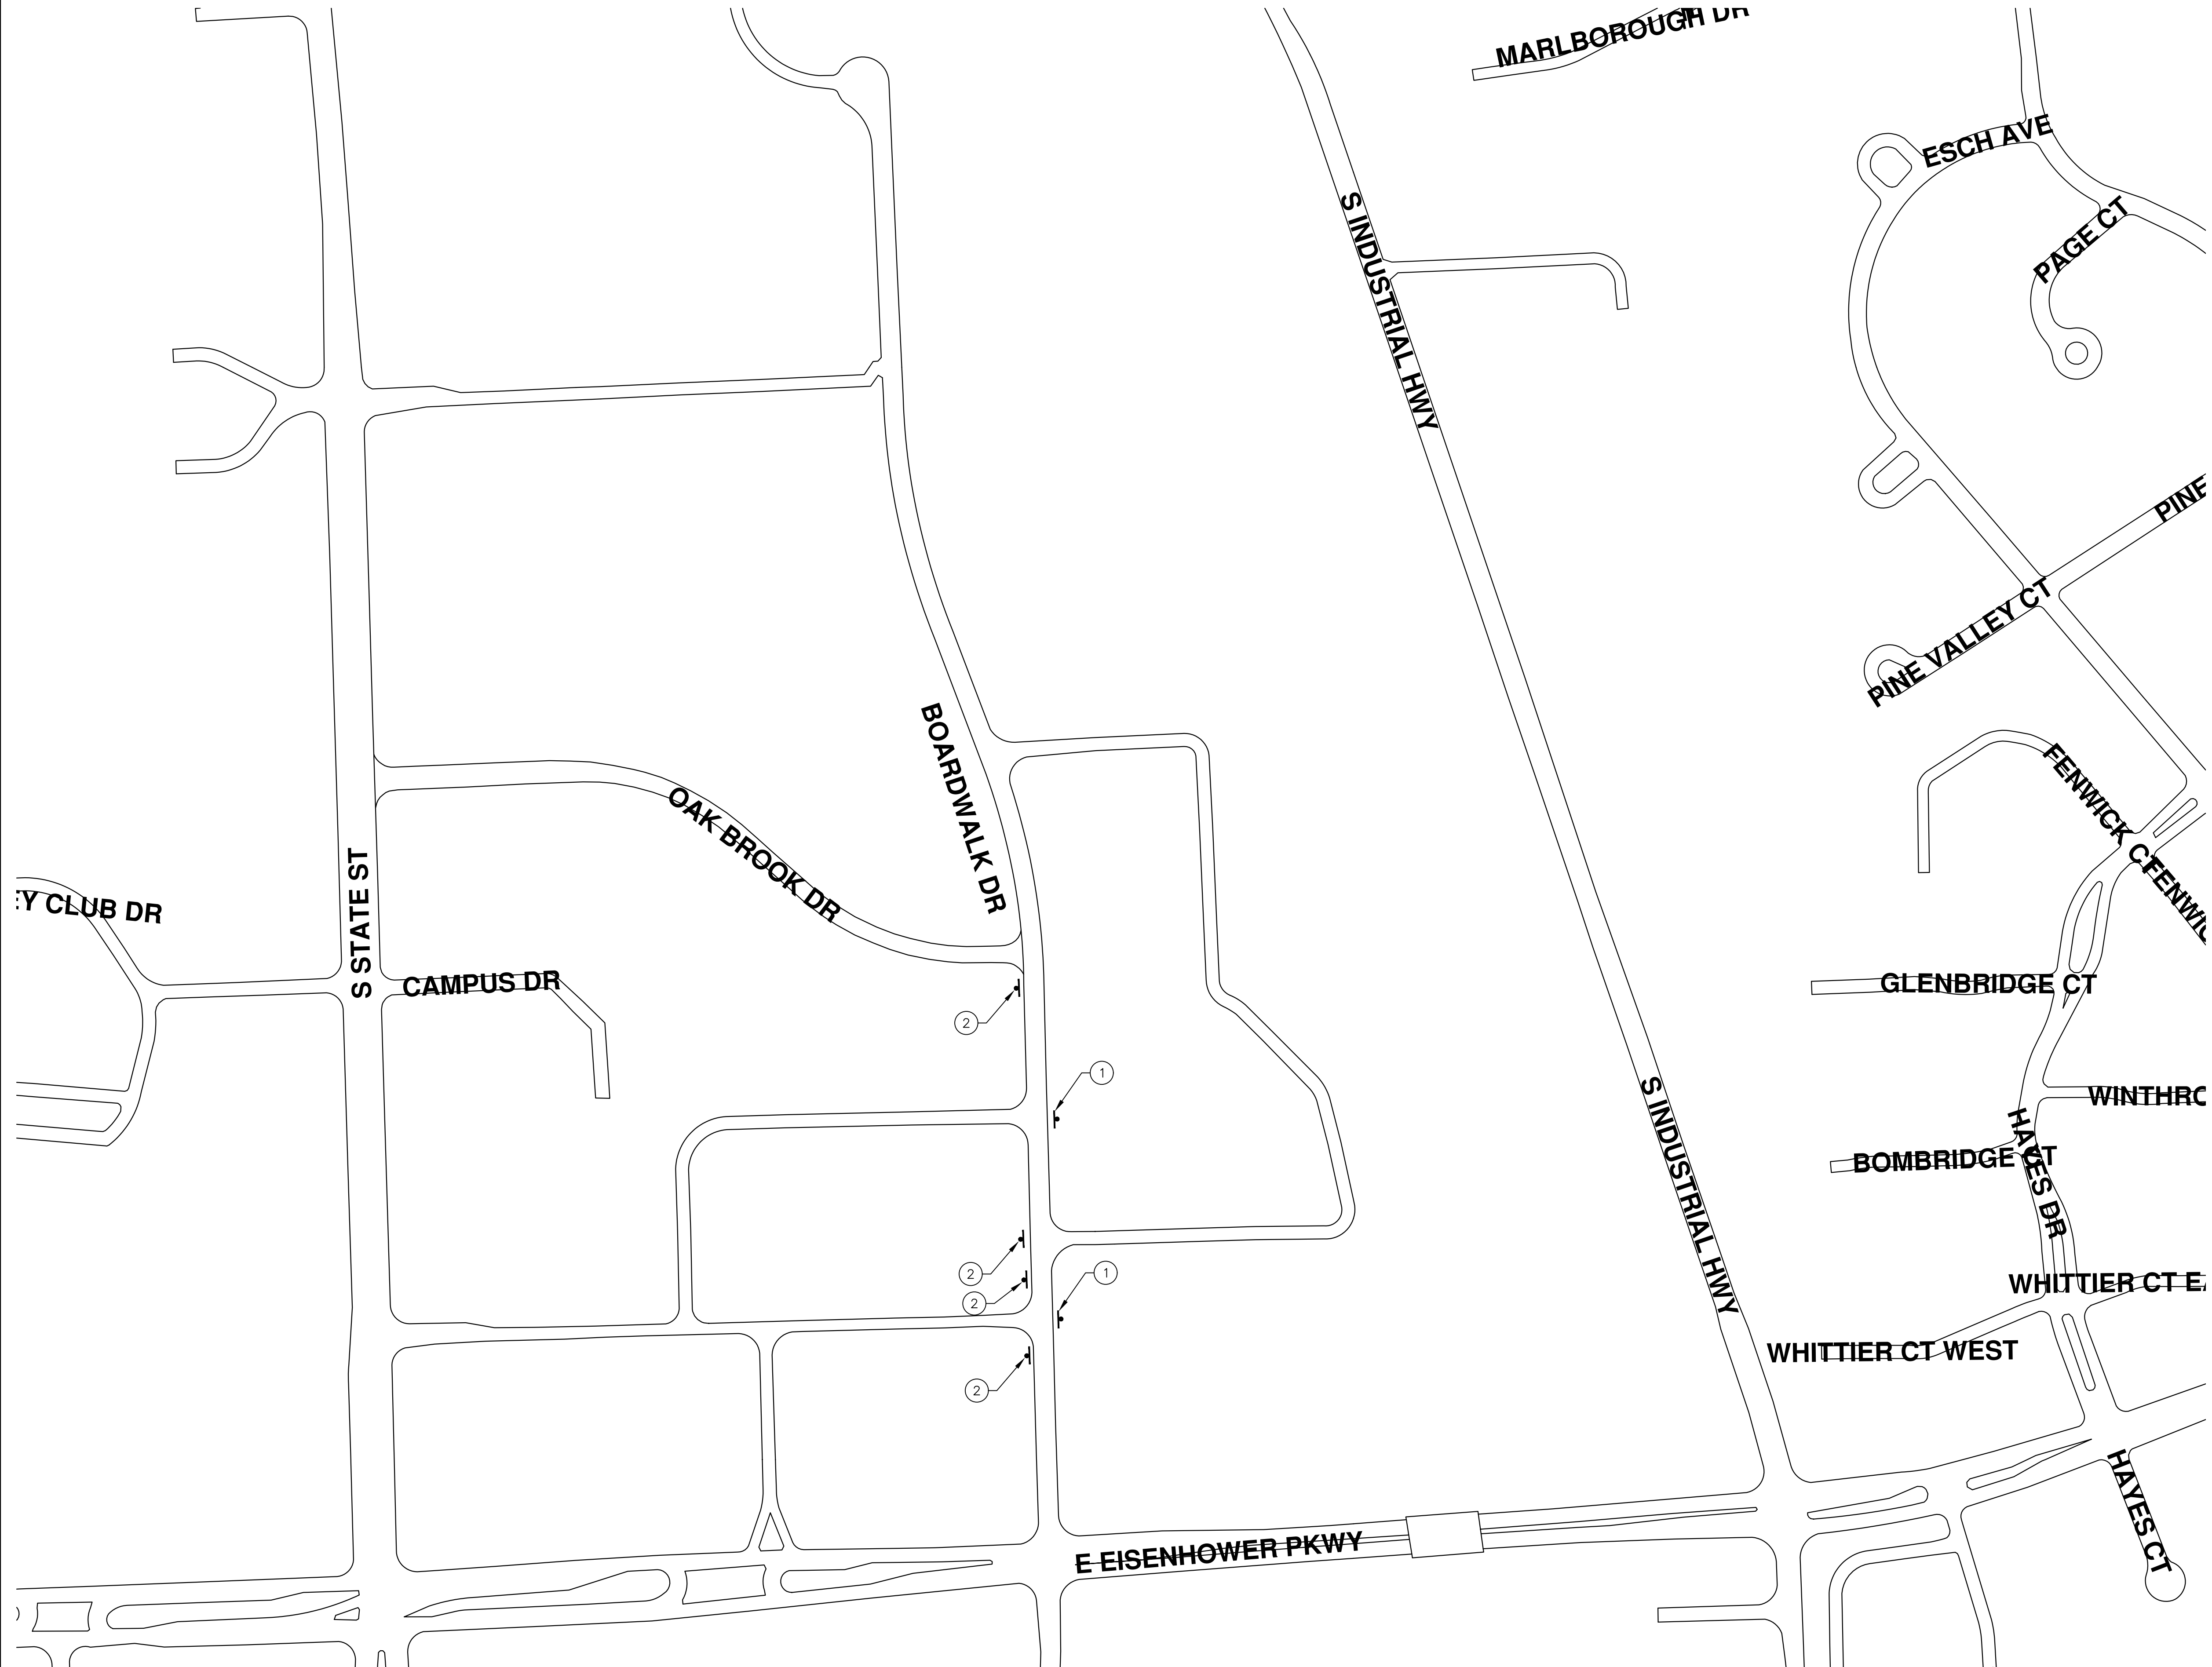 MARLBOROUGH DR
ESCH AVE
PAGE CT
S INDUSTRIAL HWY
PINE
PINE VALLEY CT
BOARDWALK DR
FENWICK CT
OAK BROOK DR
S STATE ST
EY CLUB DR
FENWIC
CAMPUS DR
GLENBRIDGE CT
2
1
WINTHRO
S INDUSTRIAL HWY
HAYES DR
BOMBRIDGE CT
2
1
2
WHITTIER CT EA
WHITTIER CT WEST
2
HAYES CT
E EISENHOWER PKWY